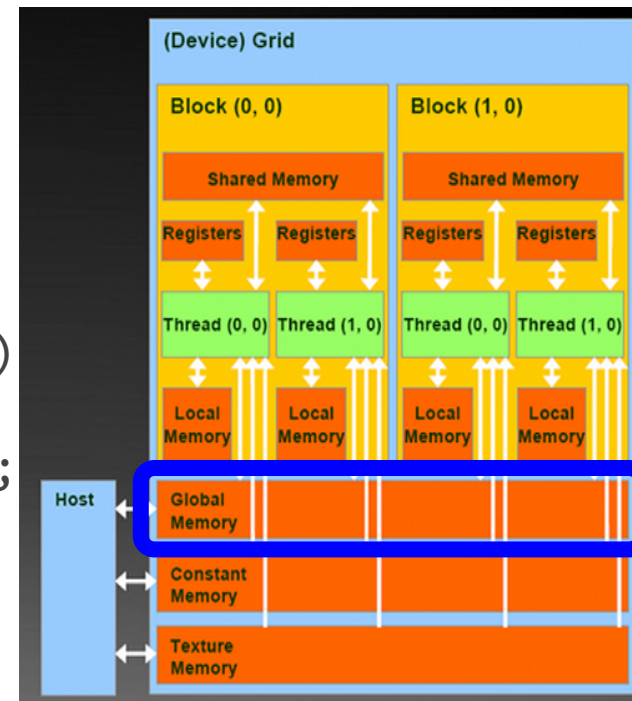 (Device) Grid
Block (0, 0) Block (1, 0)
Shared Memory Shared Memory
Registers Registers Registers Registers
)
Thread (0, 0) Thread (1, 0) Thread (0, 0) Thread (1, 0)
Local Local Local Local
Memory Memory Memory Memory
;
Host
Global
Memory
Constant
Memory
Texture
Memory